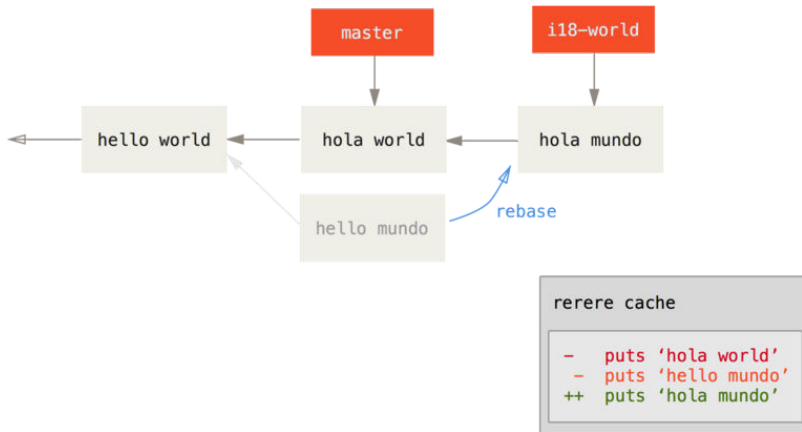 master
i18-world
hello world
hola world
hola mundo
hello mundo
rebase
rerere cache
- puts ‘hola world’
- puts ‘hello mundo’
++ puts ‘hola mundo’